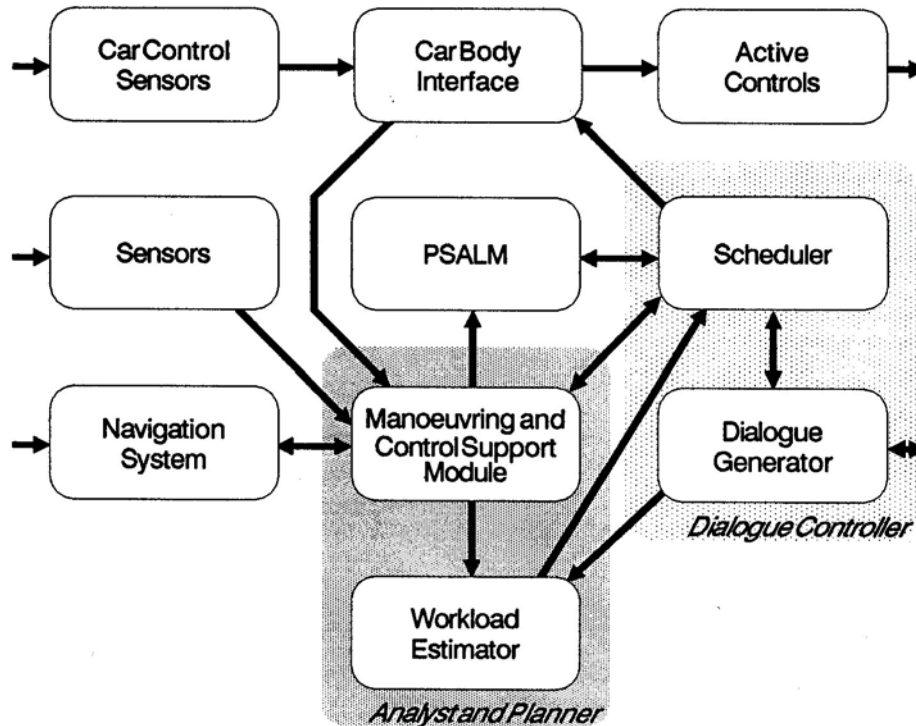 Car Control
Sensors
Car Body
Interface
Active
Controls
Sensors
PSALM
Scheduler
Navigation
System
Manoeuvring and
Control Support
Module
Dialogue
Generator
Dialogue Controller
Workload
Estimator
Analyst and Planner